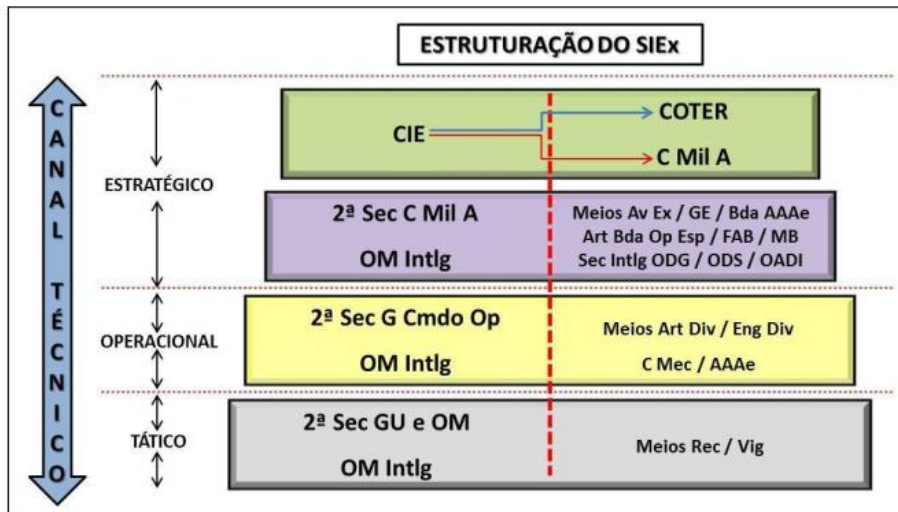 ESTRUTURAÇÃO DO SIEx
CANAL TÉCNICO
ESTRATÉGICO
CIE
COTER
C Mil A
2ª Sec C Mil A
OM Intlg
Meios Av Ex / GE / Bda AAAe
Art Bda Op Esp / FAB / MB
Sec Intlg ODG / ODS / OADI
OPERACIONAL
2ª Sec G Cmdo Op
OM Intlg
Meios Art Div / Eng Div
C Mec / AAAe
TÁTICO
2ª Sec GU e OM
OM Intlg
Meios Rec / Vig